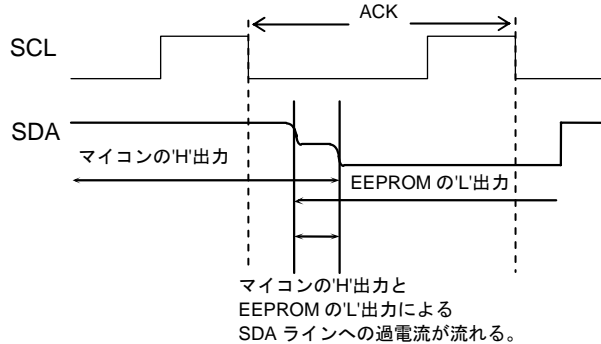 ACK
SCL
SDA
マイコンの'H'出力
EEPROM の'L'出力
マイコンの'H'出力と
EEPROM の'L'出力による
SDA ラインへの過電流が流れる。